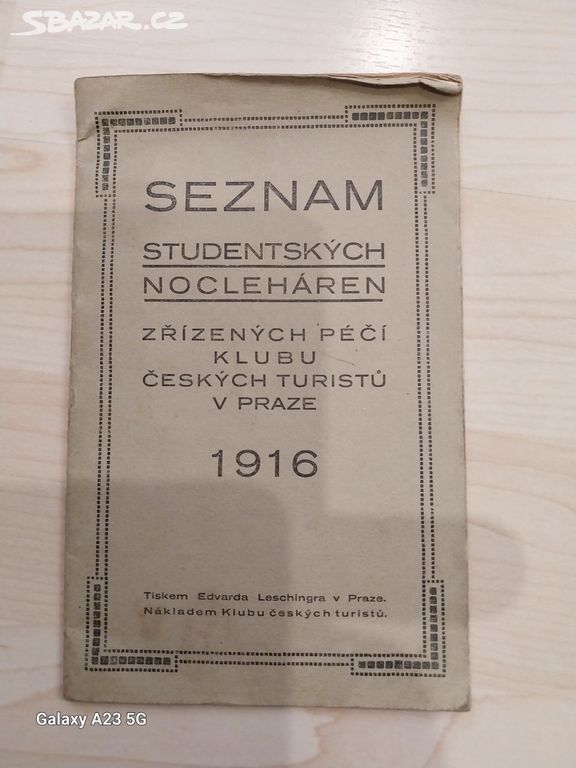 SBAZAR.CZ
SEZNAM
STUDENTSKÝCH
NOCLEHÁREN
ZŘÍZENÝCH PÉČÍ
KLUBU
ČESKÝCH TURISTŮ
V PRAZE
1916
Tiskem Edvarda Leschingra v Praze.
Nákladem Klubu českých turistů.
Galaxy A23 5G